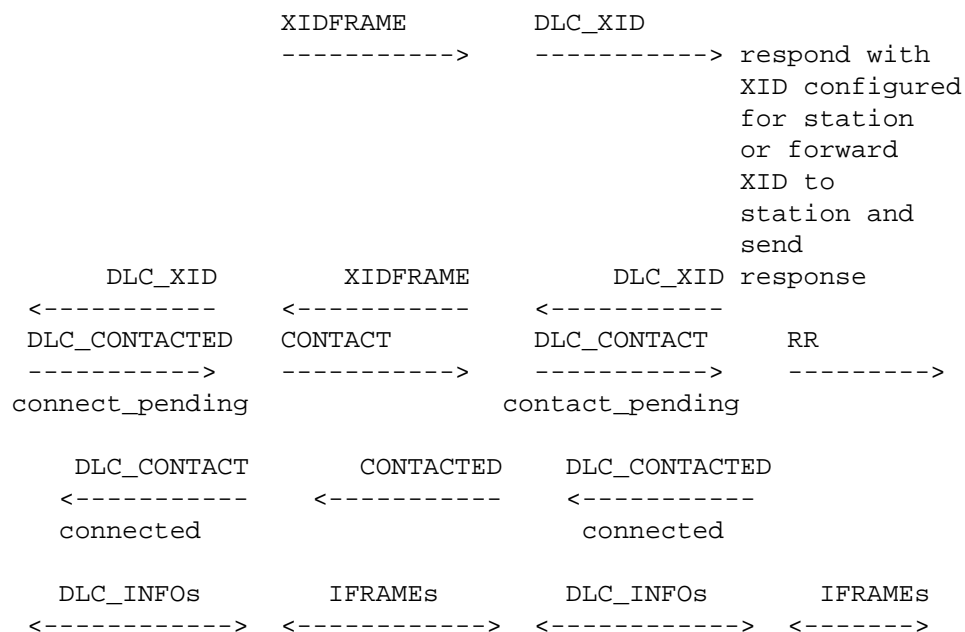 XIDFRAME DLC_XID
-----------> -----------> respond with
XID configured
for station
or forward
XID to
station and
send
DLC_XID XIDFRAME DLC_XID response
<----------- <----------- <-----------
DLC_CONTACTED CONTACT DLC_CONTACT RR
-----------> -----------> -----------> --------->
connect_pending contact_pending
DLC_CONTACT CONTACTED DLC_CONTACTED
<----------- <----------- <-----------
connected connected
DLC_INFOs IFRAMEs DLC_INFOs IFRAMEs
<------------> <------------> <------------> <------->